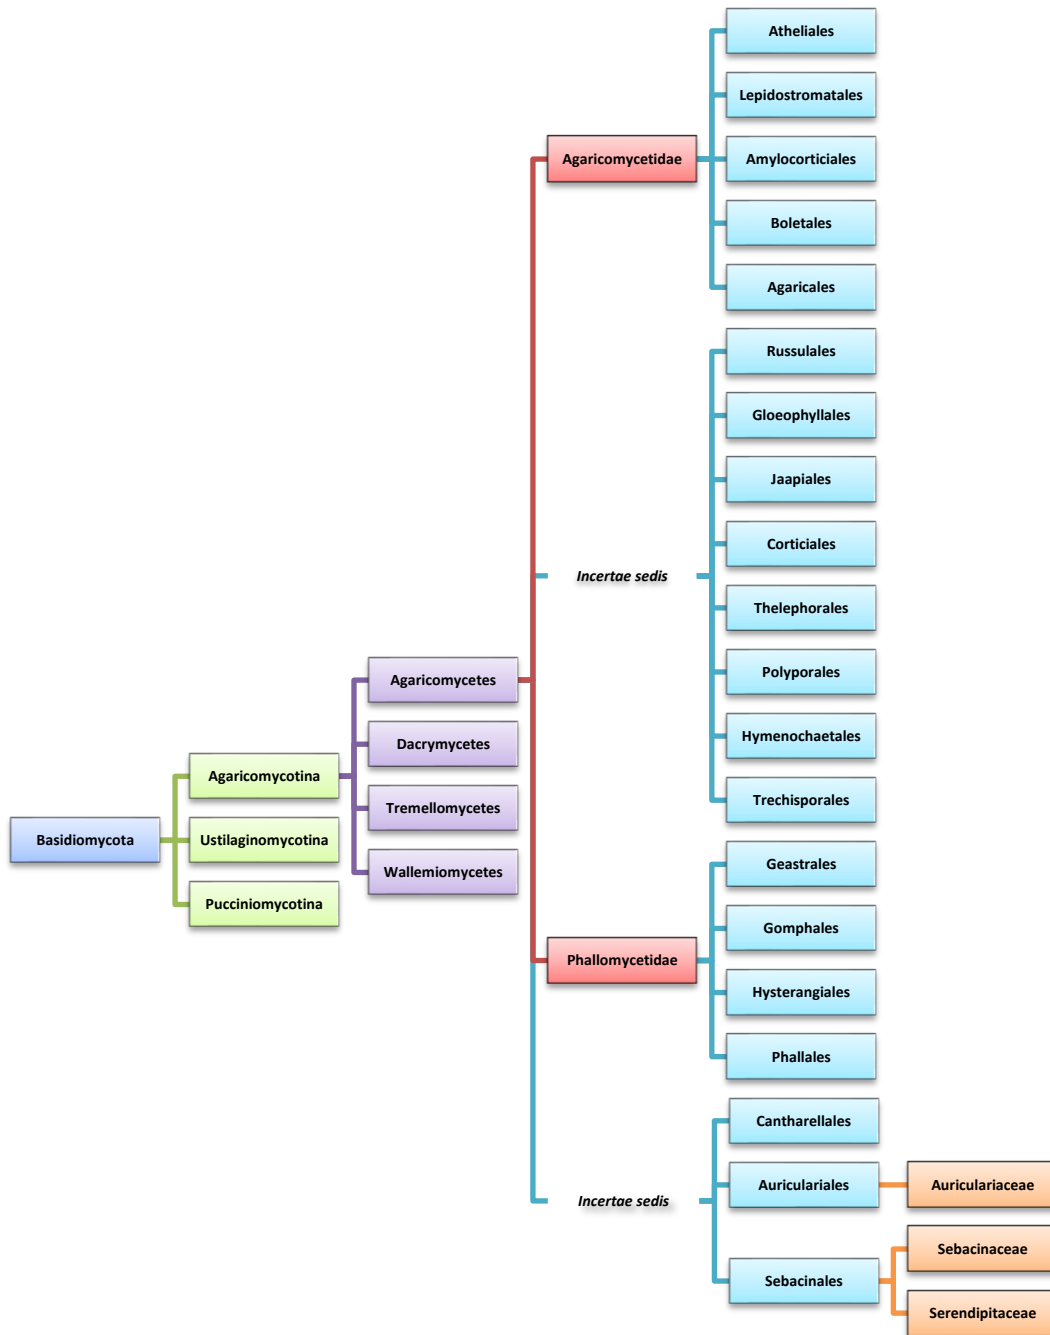 Atheliales
Lepidostromatales
Agaricomycetidae
Amylocorticiales
Boletales
Agaricales
Russulales
Gloeophyllales
Jaapiales
Corticiales
Incertae sedis
Thelephorales
Polyporales
Agaricomycetes
Hymenochaetales
Dacrymycetes
Agaricomycotina
Trechisporales
Tremellomycetes
Basidiomycota
Ustilaginomycotina
Wallemiomycetes
Geastrales
Pucciniomycotina
Gomphales
Phallomycetidae
Hysterangiales
Phallales
Cantharellales
Auriculariales
Auriculariaceae
Incertae sedis
Sebacinaceae
Sebacinales
Serendipitaceae